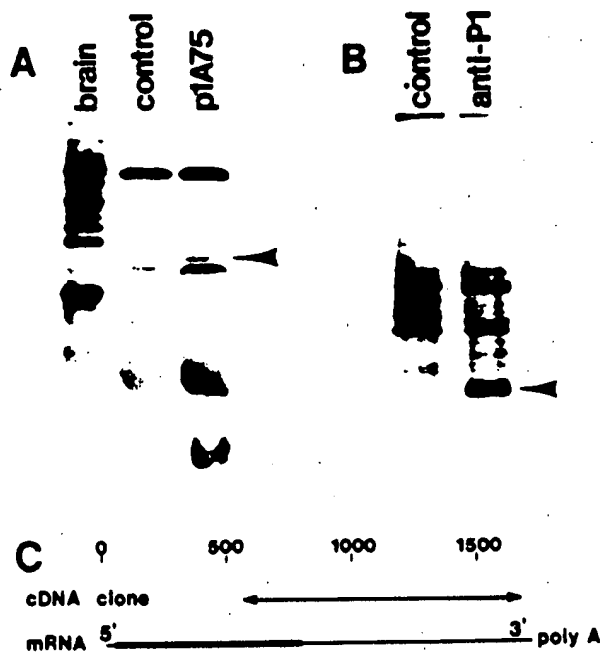 A
brain
control
p1A75
B
control
anti-P1
C
0 500 1000 1500
cDNA clone
mRNA 5' 3' poly A